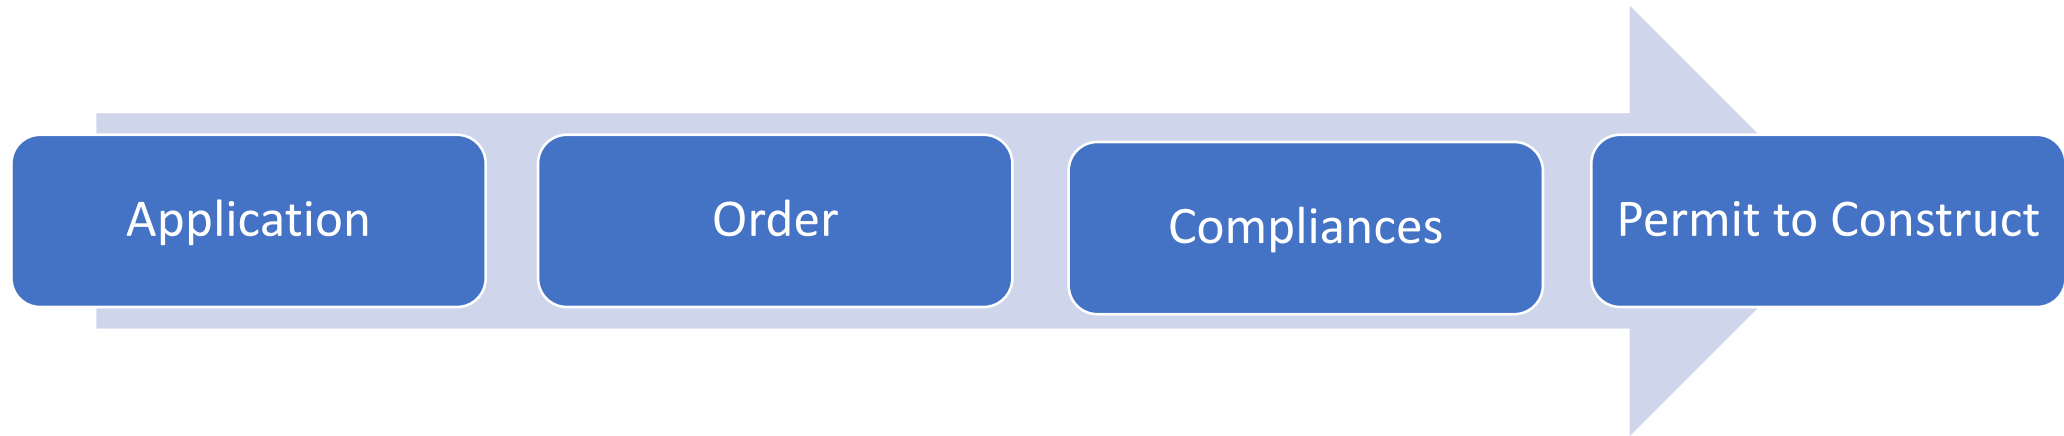 Application
Order
Compliances
Permit to Construct